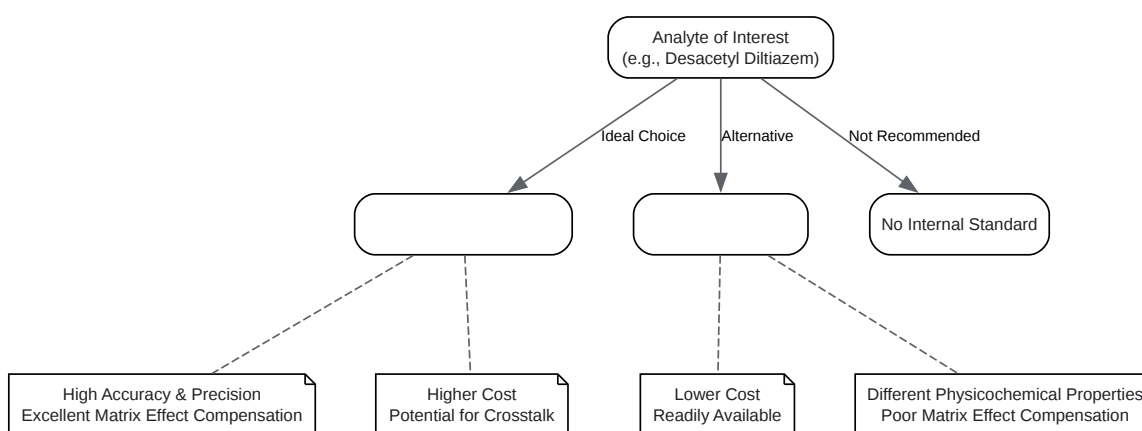 Analyte of Interest
(e.g., Desacetyl Diltiazem)
Ideal Choice
Alternative
Not Recommended
No Internal Standard
High Accuracy & Precision
Excellent Matrix Effect Compensation
Higher Cost
Potential for Crosstalk
Lower Cost
Readily Available
Different Physicochemical Properties
Poor Matrix Effect Compensation